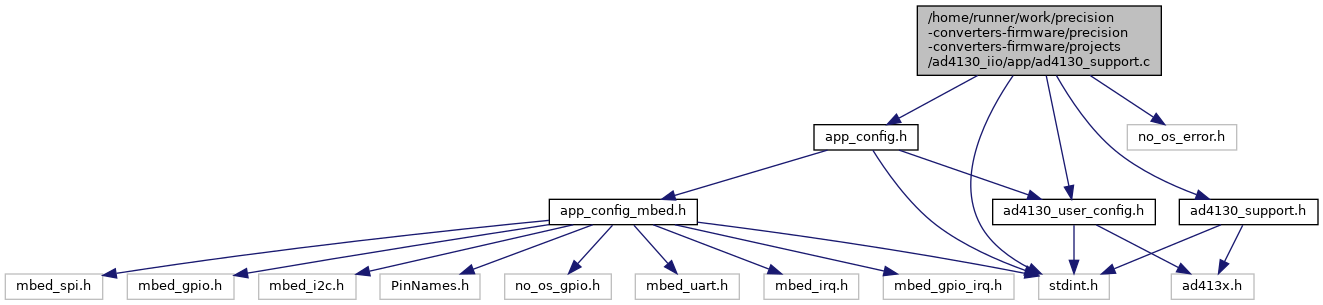 /home/runner/work/precision
-converters-firmware/precision
-converters-firmware/projects
/ad4130_iio/app/ad4130_support.c
app_config.h
no_os_error.h
app_config_mbed.h
ad4130_user_config.h
ad4130_support.h
mbed_spi.h
mbed_gpio.h
mbed_i2c.h
PinNames.h
no_os_gpio.h
mbed_uart.h
mbed_irq.h
mbed_gpio_irq.h
stdint.h
ad413x.h